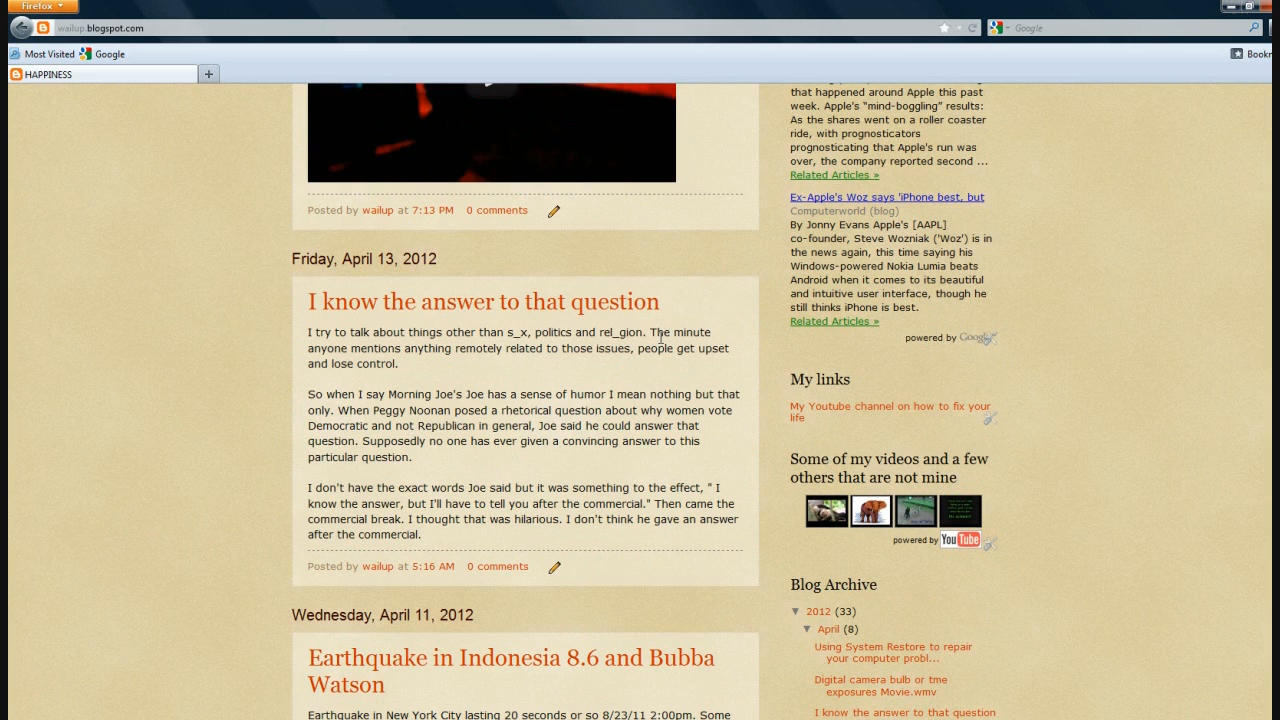 Firefox
wailup.blogspot.com
Google
Most Visited
Google
Bookr
HAPPINESS
Posted by wailup at 7:13 PM 0 comments
Friday, April 13, 2012
I know the answer to that question
I try to talk about things other than s_x, politics and rel_gion. The minute
anyone mentions anything remotely related to those issues, people get upset
and lose control.
So when I say Morning Joe's Joe has a sense of humor I mean nothing but that
only. When Peggy Noonan posed a rhetorical question about why women vote
Democratic and not Republican in general, Joe said he could answer that
question. Supposedly no one has ever given a convincing answer to this
particular question.
I don't have the exact words Joe said but it was something to the effect, " I
know the answer, but I'll have to tell you after the commercial." Then came the
commercial break. I thought that was hilarious. I don't think he gave an answer
after the commercial.
Posted by wailup at 5:16 AM 0 comments
Wednesday, April 11, 2012
Earthquake in Indonesia 8.6 and Bubba
Watson
Earthquake in New York City lasting 20 seconds or so 8/23/11 2:00pm. Some
that happened around Apple this past
week. Apple's “mind-boggling” results:
As the shares went on a roller coaster
ride, with prognosticators
prognosticating that Apple's run was
over, the company reported second ...
Related Articles »
Ex-Apple's Woz says 'iPhone best, but
Computerworld (blog)
By Jonny Evans Apple's [AAPL]
co-founder, Steve Wozniak ('Woz') is in
the news again, this time saying his
Windows-powered Nokia Lumia beats
Android when it comes to its beautiful
and intuitive user interface, though he
still thinks iPhone is best.
Related Articles »
powered by Google
My links
My Youtube channel on how to fix your
life
Some of my videos and a few
others that are not mine
powered by YouTube
Blog Archive
▼ 2012 (33)
▼ April (8)
Using System Restore to repair
your computer probl...
Digital camera bulb or tme
exposures Movie.wmv
I know the answer to that question